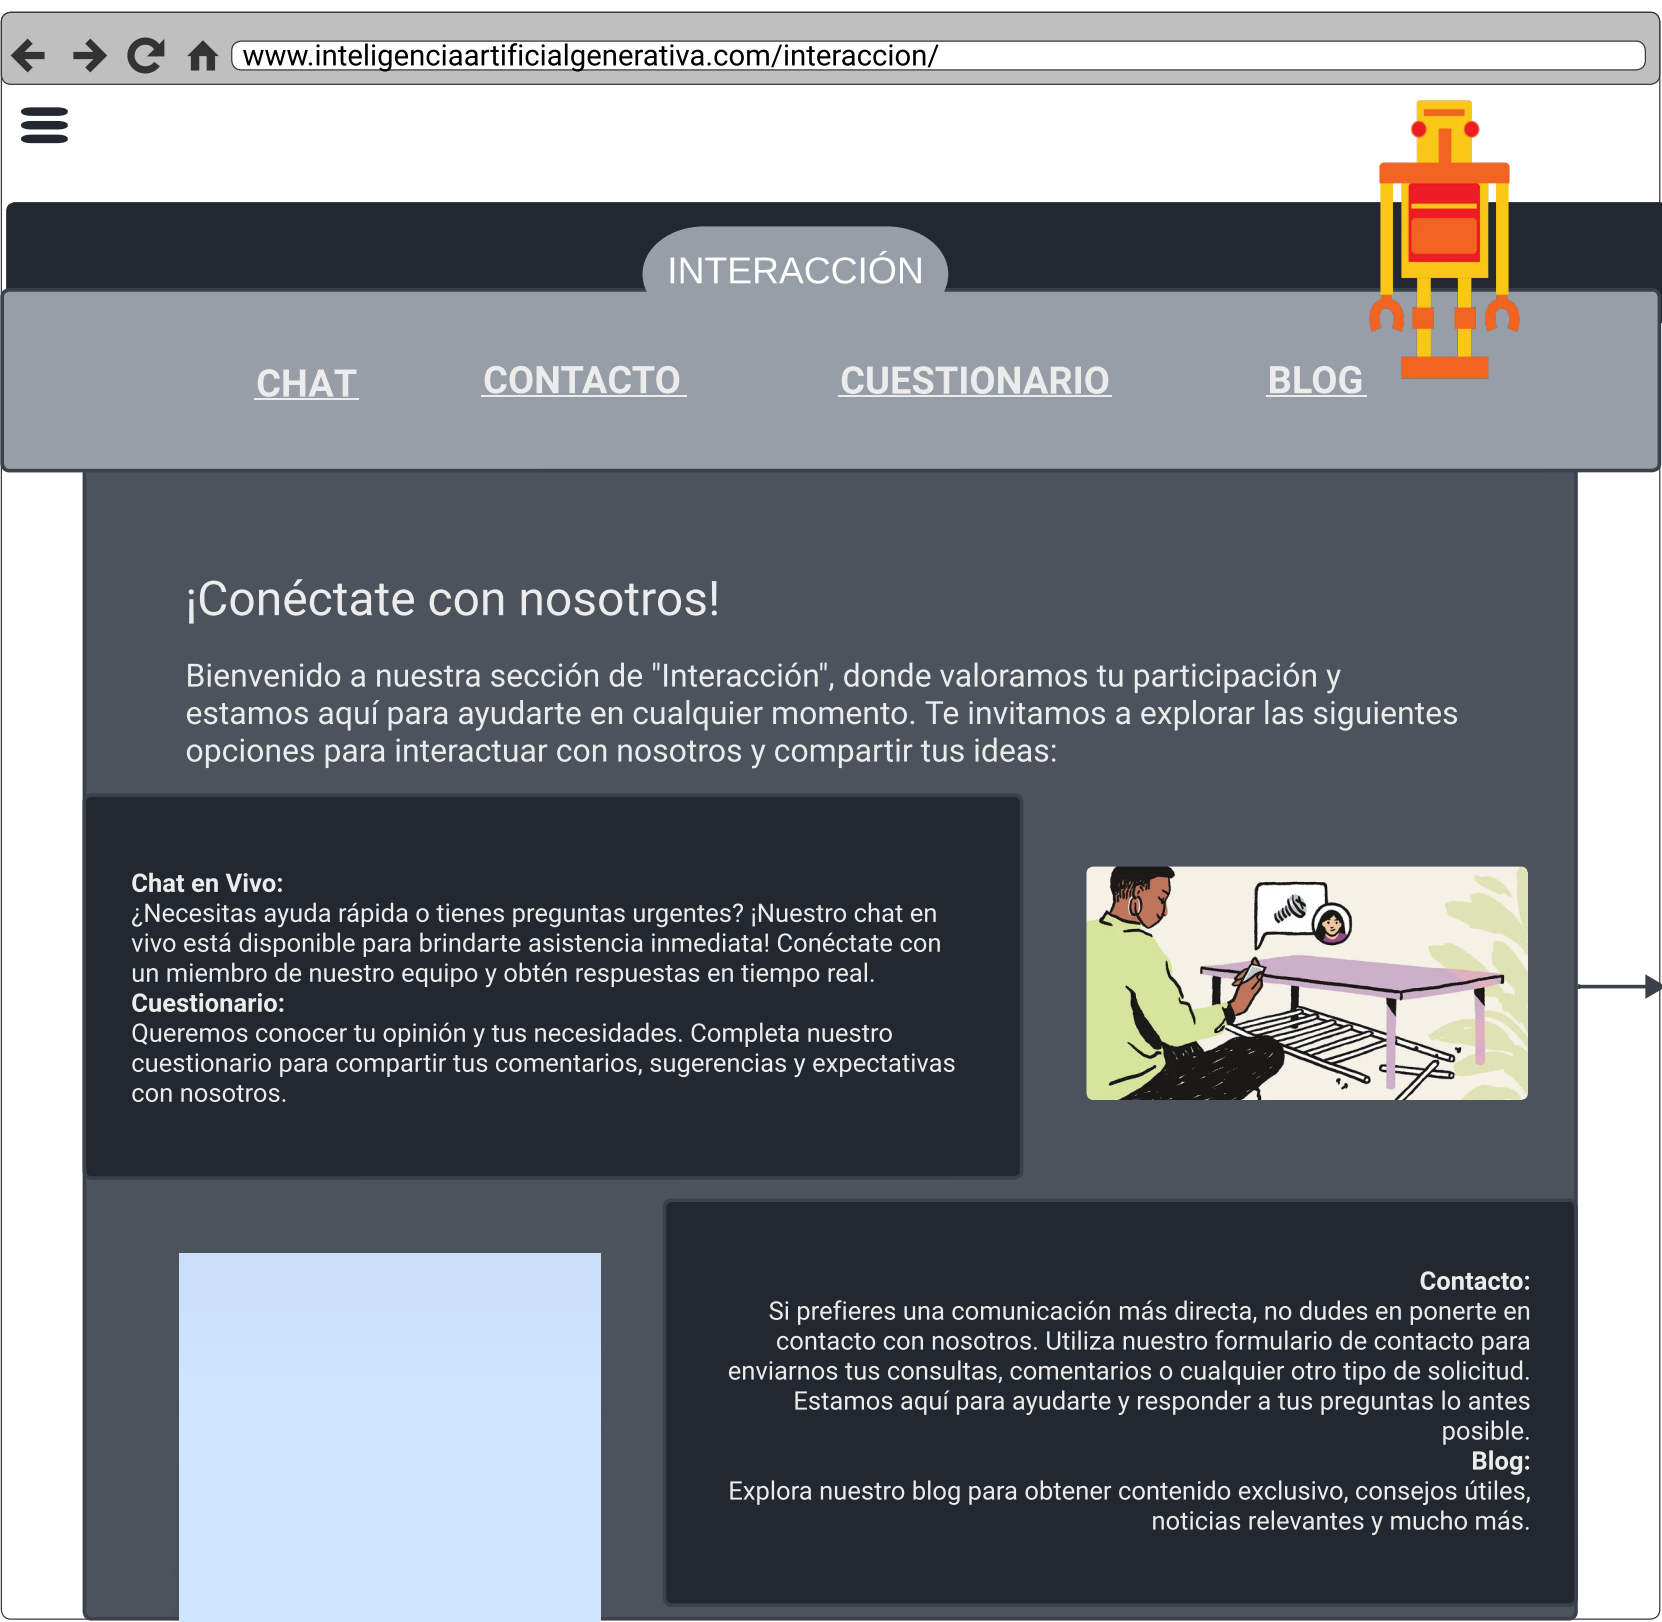 www.inteligenciaartificialgenerativa.com/interaccion/
INTERACCIÓN
CHAT
CONTACTO
CUESTIONARIO
BLOG
¡Conéctate con nosotros!
Bienvenido a nuestra sección de "Interacción", donde valoramos tu participación y
estamos aquí para ayudarte en cualquier momento. Te invitamos a explorar las siguientes
opciones para interactuar con nosotros y compartir tus ideas:
Chat en Vivo:
¿Necesitas ayuda rápida o tienes preguntas urgentes? ¡Nuestro chat en
vivo está disponible para brindarte asistencia inmediata! Conéctate con
un miembro de nuestro equipo y obtén respuestas en tiempo real.
Cuestionario:
Queremos conocer tu opinión y tus necesidades. Completa nuestro
cuestionario para compartir tus comentarios, sugerencias y expectativas
con nosotros.
Contacto:
Si prefieres una comunicación más directa, no dudes en ponerte en
contacto con nosotros. Utiliza nuestro formulario de contacto para
enviarnos tus consultas, comentarios o cualquier otro tipo de solicitud.
Estamos aquí para ayudarte y responder a tus preguntas lo antes
posible.
Blog:
Explora nuestro blog para obtener contenido exclusivo, consejos útiles,
noticias relevantes y mucho más.